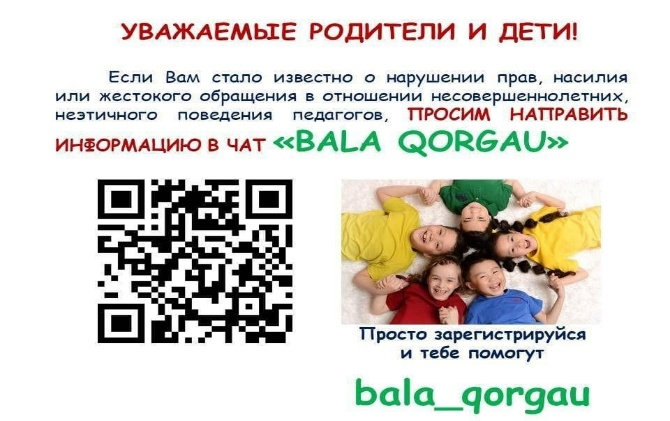 УВАЖАЕМЫЕ РОДИТЕЛИ И ДЕТИ!
Если Вам стало известно о нарушении прав, насилия
или жестокого обращения в отношении несовершеннолетних,
неэтичного поведения педагогов, ПРОСИМ НАПРАВИТЬ
ИНФОРМАЦИЮ В ЧАТ «BALA QORGAU»
Просто зарегистрируйся
и тебе помогут
bala_qorgau